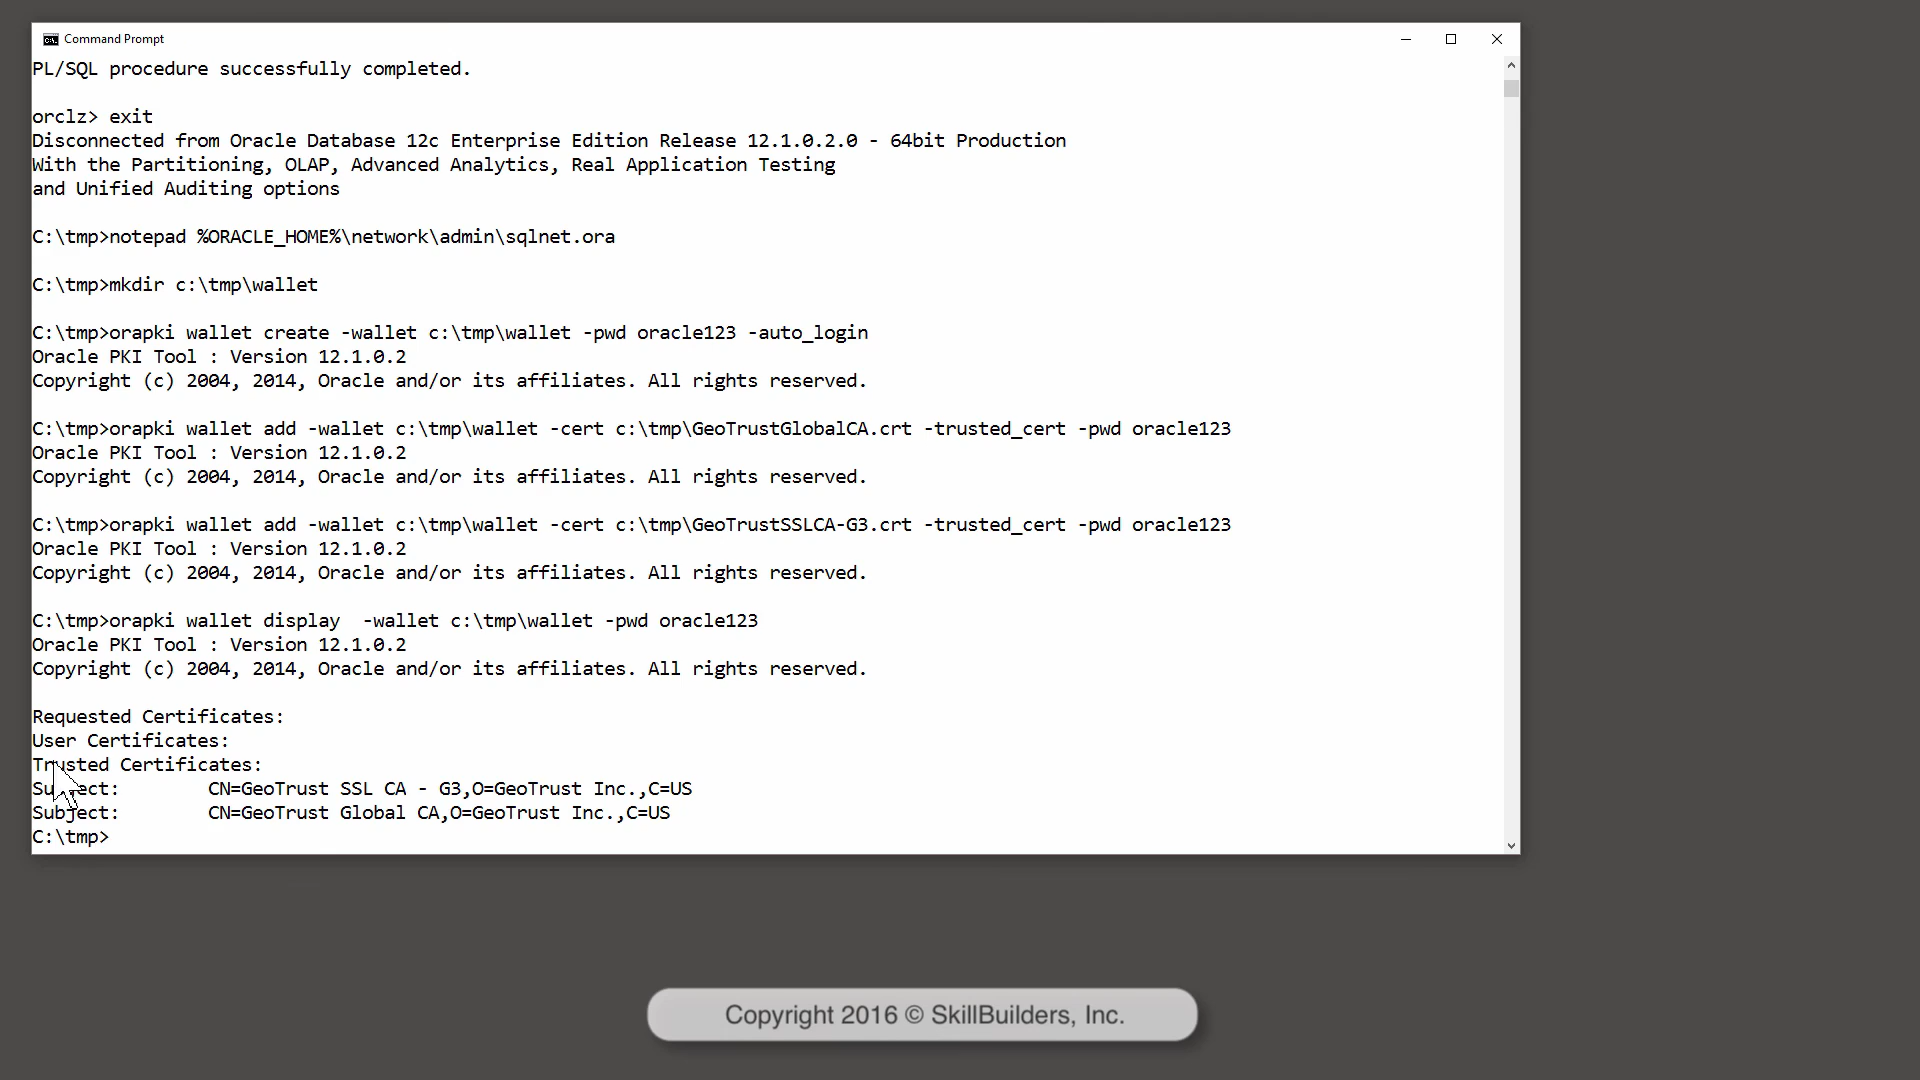 Command Prompt
PL/SQL procedure successfully completed.
orclz> exit
Disconnected from Oracle Database 12c Enterprise Edition Release 12.1.0.2.0 - 64bit Production
With the Partitioning, OLAP, Advanced Analytics, Real Application Testing
and Unified Auditing options
C:\tmp>notepad %ORACLE_HOME%\network\admin\sqlnet.ora
C:\tmp>mkdir c:\tmp\wallet
C:\tmp>orapki wallet create -wallet c:\tmp\wallet -pwd oracle123 -auto_login
Oracle PKI Tool : Version 12.1.0.2
Copyright (c) 2004, 2014, Oracle and/or its affiliates. All rights reserved.
C:\tmp>orapki wallet add -wallet c:\tmp\wallet -cert c:\tmp\GeoTrustGlobalCA.crt -trusted_cert -pwd oracle123
Oracle PKI Tool : Version 12.1.0.2
Copyright (c) 2004, 2014, Oracle and/or its affiliates. All rights reserved.
C:\tmp>orapki wallet add -wallet c:\tmp\wallet -cert c:\tmp\GeoTrustSSLCA-G3.crt -trusted_cert -pwd oracle123
Oracle PKI Tool : Version 12.1.0.2
Copyright (c) 2004, 2014, Oracle and/or its affiliates. All rights reserved.
C:\tmp>orapki wallet display  -wallet c:\tmp\wallet -pwd oracle123
Oracle PKI Tool : Version 12.1.0.2
Copyright (c) 2004, 2014, Oracle and/or its affiliates. All rights reserved.
Requested Certificates:
User Certificates:
Trusted Certificates:
Subject:        CN=GeoTrust SSL CA - G3,O=GeoTrust Inc.,C=US
Subject:        CN=GeoTrust Global CA,O=GeoTrust Inc.,C=US
C:\tmp>
Copyright 2016 © SkillBuilders, Inc.